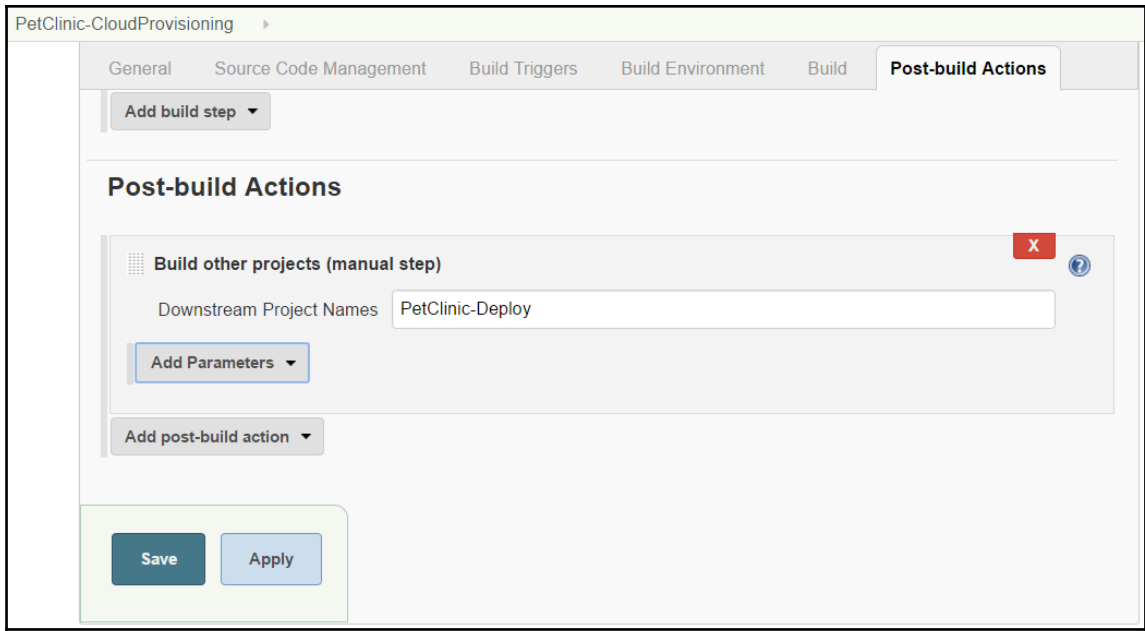 PetClinic-CloudProvisioning
General Source Code Management Build Triggers Build Environment Build Post-build Actions
Add build step
Post-build Actions
X
Build other projects (manual step)
?
Downstream Project Names PetClinic-Deploy
Add Parameters
Add post-build action
Save Apply